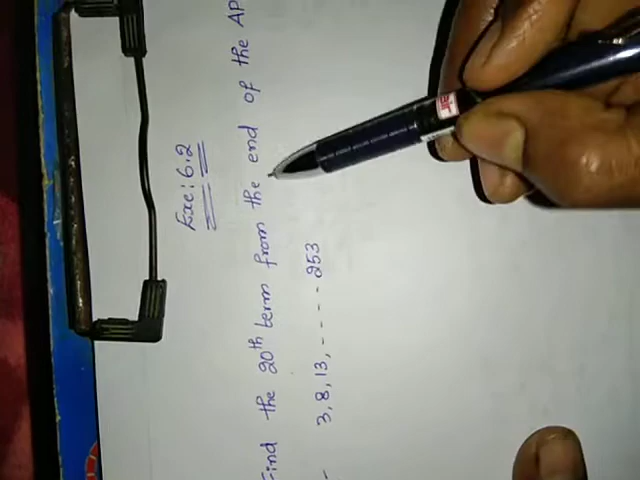 Exe: 6.2
Find the 20th term from the end of the AP
3, 8, 13, - - - - 253